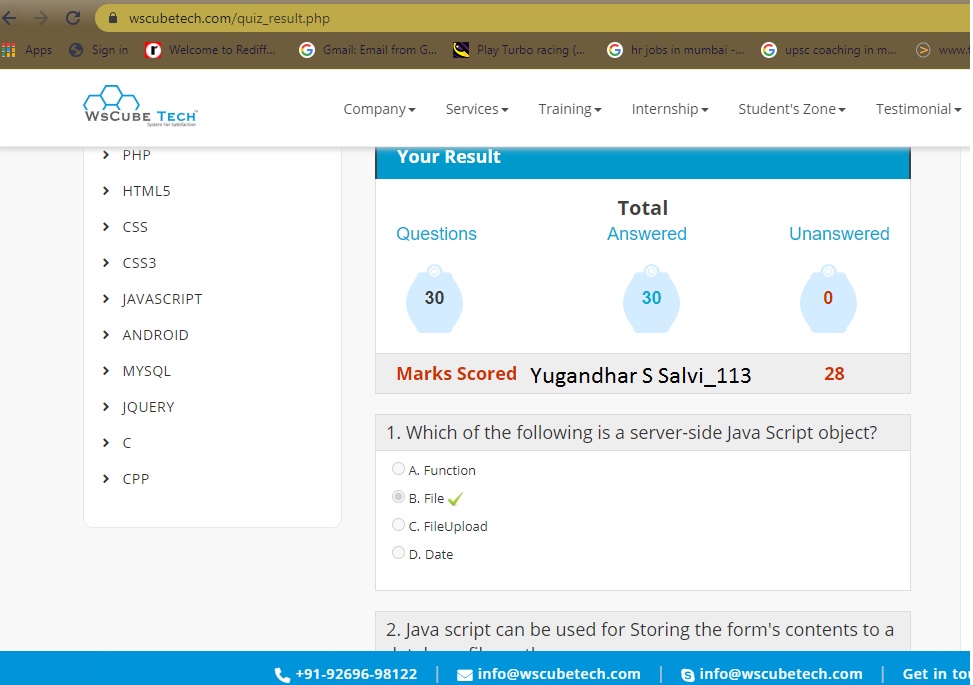 wscubetech.com/quiz_result.php
Apps Sign in Welcome to Rediff... Gmail: Email from G... Play Turbo racing (... hr jobs in mumbai -... upsc coaching in m...
WSCUBE TECH
System For Satisfaction
Company Services Training Internship Student's Zone Testimonial
PHP
HTML5
CSS
CSS3
JAVASCRIPT
ANDROID
MYSQL
JQUERY
C
CPP
Your Result
Total
Questions Answered Unanswered
30 30 0
Marks Scored Yugandhar S Salvi_113 28
1. Which of the following is a server-side Java Script object?
A. Function
B. File
C. FileUpload
D. Date
2. Java script can be used for Storing the form's contents to a
+91-92696-98122 | info@wscubetech.com | info@wscubetech.com | Get in